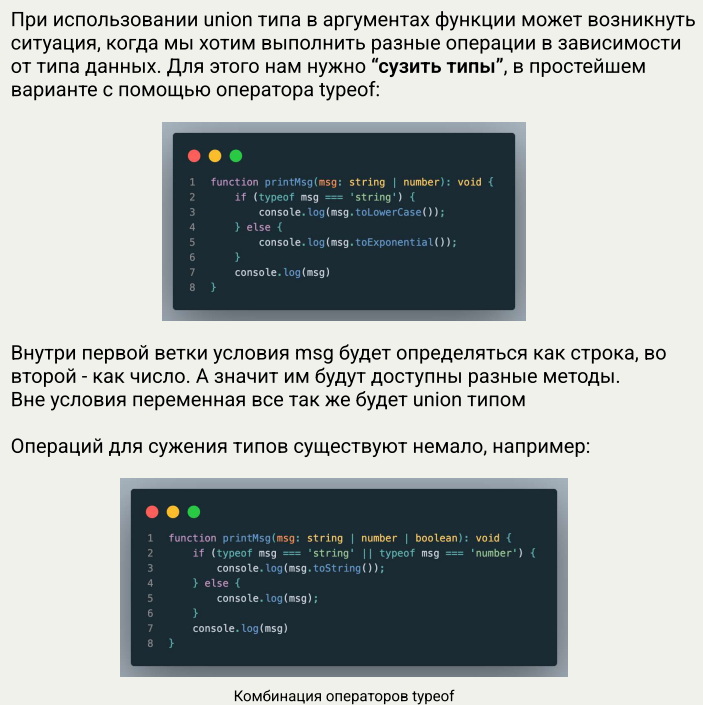 При использовании union типа в аргументах функции может возникнуть
ситуация, когда мы хотим выполнить разные операции в зависимости
от типа данных. Для этого нам нужно “сузить типы”, в простейшем
варианте с помощью оператора typeof:
1 function printMsg(msg: string | number): void {
2     if (typeof msg === 'string') {
3         console.log(msg.toLowerCase());
4     } else {
5         console.log(msg.toExponential());
6     }
7     console.log(msg)
8 }
Внутри первой ветки условия msg будет определяться как строка, во
второй - как число. А значит им будут доступны разные методы.
Вне условия переменная все так же будет union типом
Операций для сужения типов существуют немало, например:
1 function printMsg(msg: string | number | boolean): void {
2     if (typeof msg === 'string' || typeof msg === 'number') {
3         console.log(msg.toString());
4     } else {
5         console.log(msg);
6     }
7     console.log(msg)
8 }
Комбинация операторов typeof